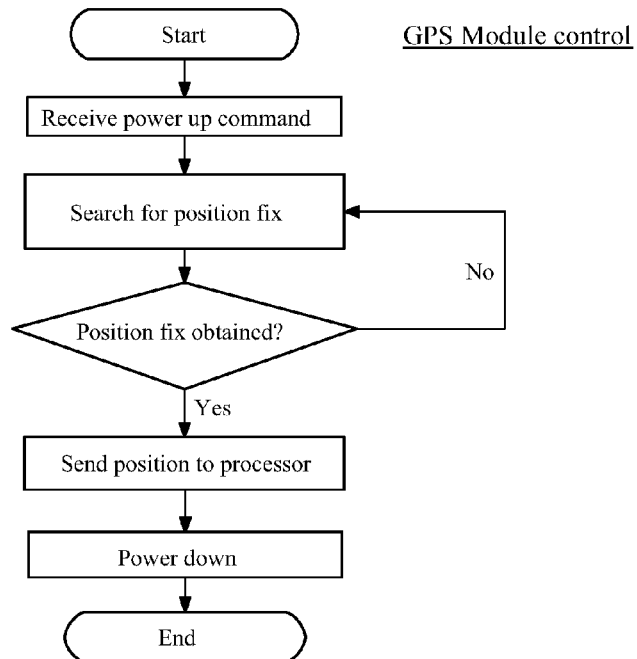 Start
GPS Module control
Receive power up command
Search for position fix
No
Position fix obtained?
Yes
Send position to processor
Power down
End